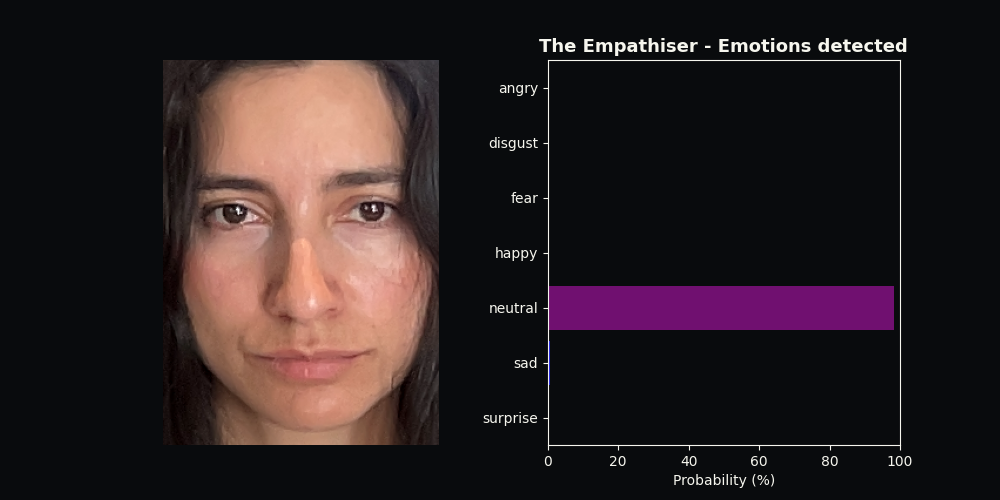 The Empathiser - Emotions detected
angry
disgust
fear
happy
neutral
sad
surprise
0 20 40 60 80 100
Probability (%)